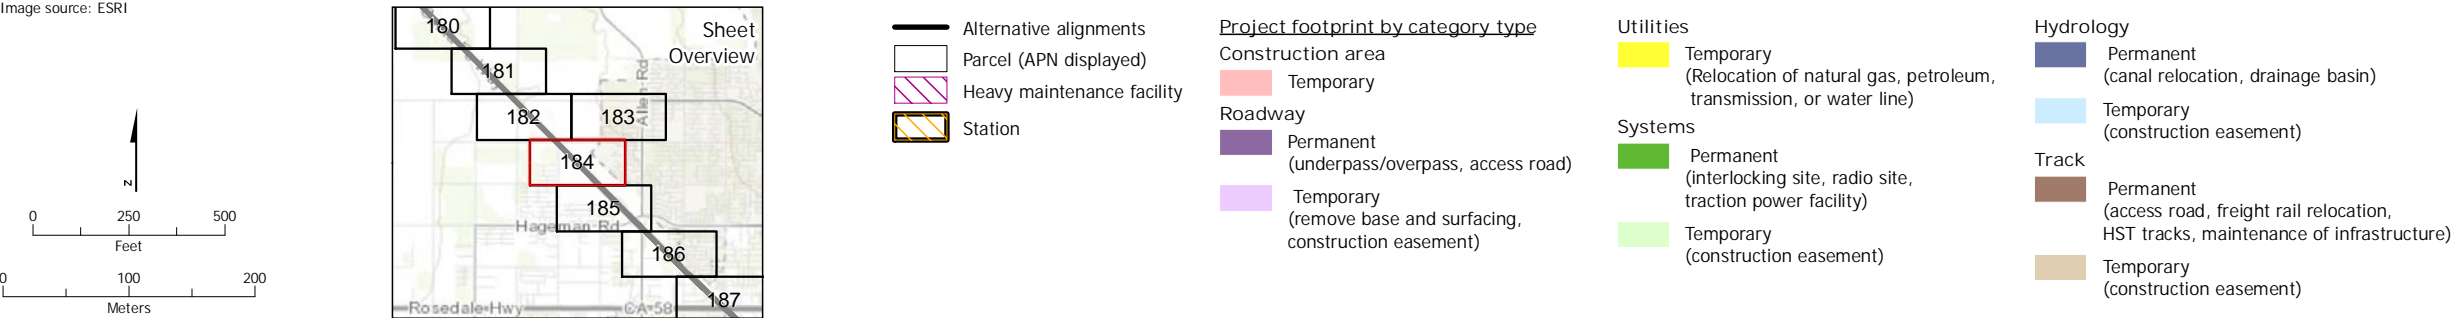 Image source: ESRI
N
0 250 500
Feet
0 100 200
Meters
Sheet
Overview
180
181
182
183
Allen Rd
184
185
Hageman Rd
186
187
Rosedale Hwy
CA-58
Alternative alignments
Parcel (APN displayed)
Heavy maintenance facility
Station
Project footprint by category type
Construction area
Temporary
Roadway
Permanent
(underpass/overpass, access road)
Temporary
(remove base and surfacing,
construction easement)
Utilities
Temporary
(Relocation of natural gas, petroleum,
transmission, or water line)
Systems
Permanent
(interlocking site, radio site,
traction power facility)
Temporary
(construction easement)
Hydrology
Permanent
(canal relocation, drainage basin)
Temporary
(construction easement)
Track
Permanent
(access road, freight rail relocation,
HST tracks, maintenance of infrastructure)
Temporary
(construction easement)